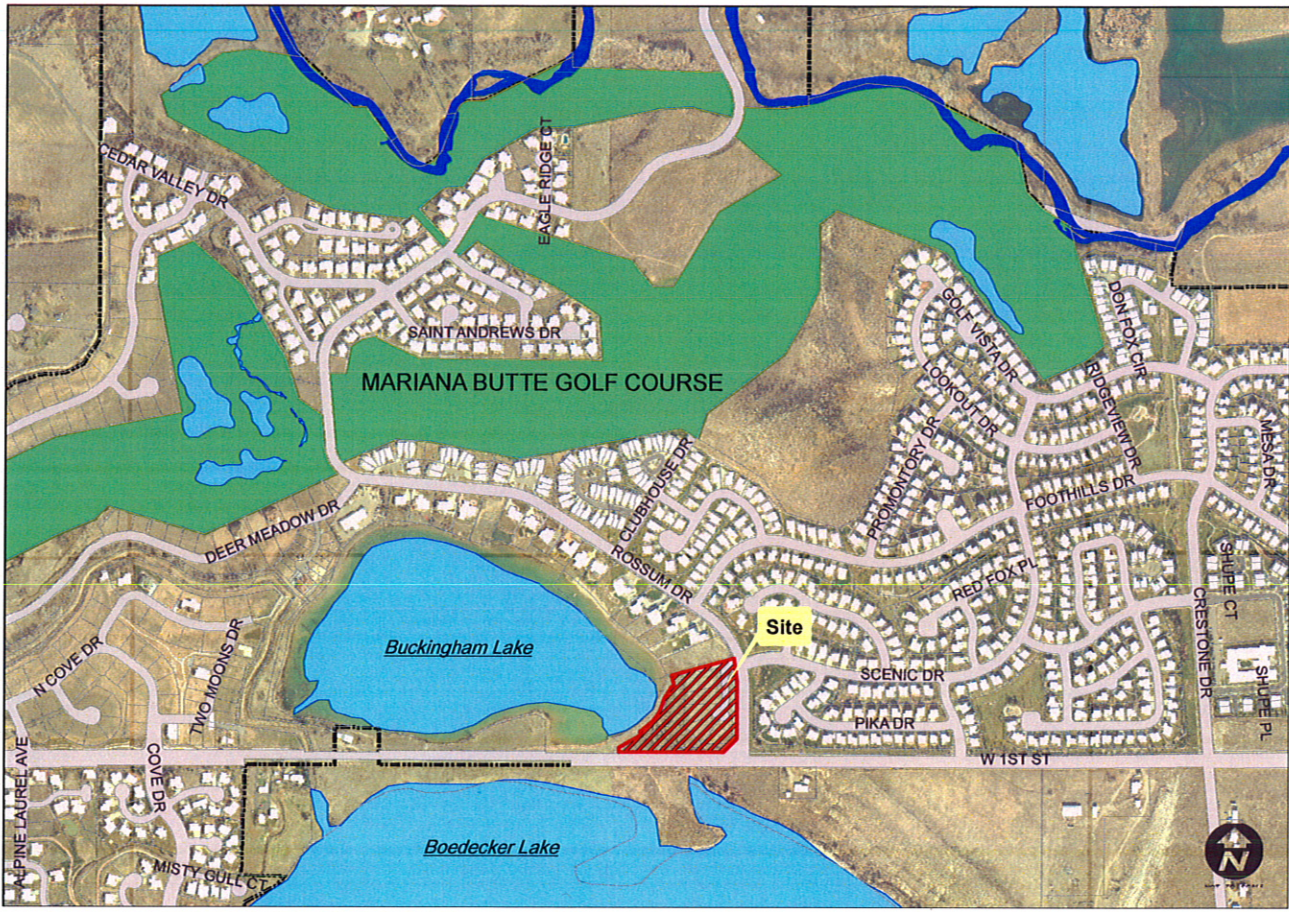 EAGLE RIDGE CT
CEDAR VALLEY DR
SAINT ANDREWS DR
MARIANA BUTTE GOLF COURSE
GOLF VISTA DR
DON FOX CIR
LOOKOUT DR
RIDGEVIEW DR
PROMONTORY DR
MESA DR
CLUBHOUSE DR
FOOTHILLS DR
DEER MEADOW DR
ROSSUM DR
RED FOX PL
SHUPE CT
CRESTONE DR
Site
Buckingham Lake
N COVE DR
TWO MOONS DR
SCENIC DR
SHUPE PL
PIKA DR
W 1ST ST
ALPINE LAUREL AVE
COVE DR
Boedecker Lake
MISTY GULL CT
N